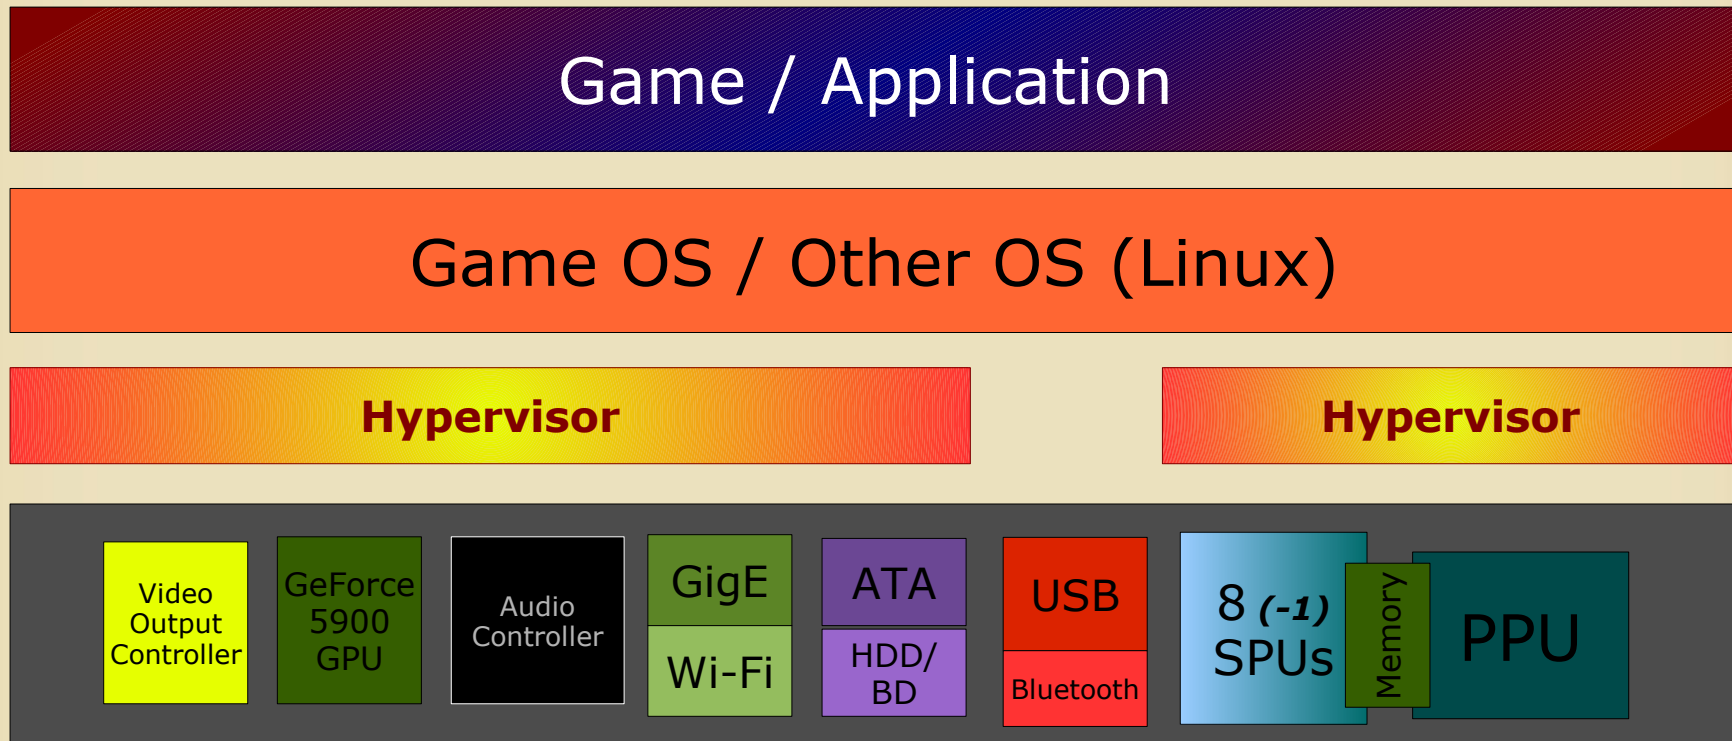 Game / Application
Game OS / Other OS (Linux)
Hypervisor
Hypervisor
Video
Output
Controller
GeForce
5900
GPU
Audio
Controller
GigE
Wi-Fi
ATA
HDD/
BD
USB
Bluetooth
8 (-1)
SPUs
Memory
PPU